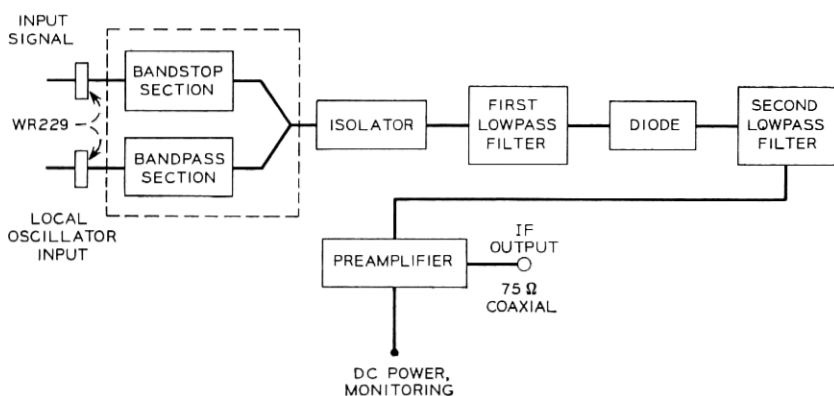 INPUT
SIGNAL
BANDSTOP
SECTION
WR229
BANDPASS
SECTION
LOCAL
OSCILLATOR
INPUT
ISOLATOR
FIRST
LOWPASS
FILTER
DIODE
SECOND
LOWPASS
FILTER
PREAMPLIFIER
IF
OUTPUT
75 Ω
COAXIAL
DC POWER,
MONITORING